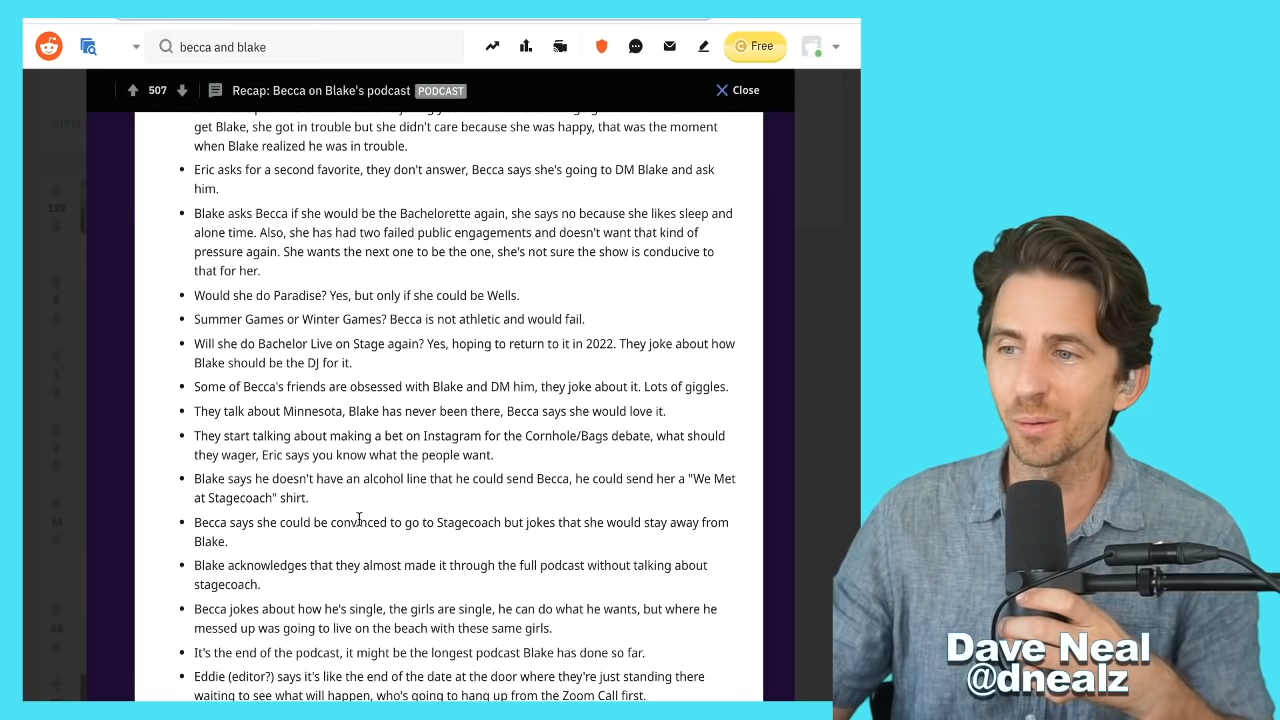 becca and blake
Free
507
Recap: Becca on Blake's podcast PODCAST
Close
get Blake, she got in trouble but she didn't care because she was happy, that was the moment
when Blake realized he was in trouble.
Eric asks for a second favorite, they don't answer, Becca says she's going to DM Blake and ask
him.
Blake asks Becca if she would be the Bachelorette again, she says no because she likes sleep and
alone time. Also, she has had two failed public engagements and doesn't want that kind of
pressure again. She wants the next one to be the one, she's not sure the show is conducive to
that for her.
Would she do Paradise? Yes, but only if she could be Wells.
Summer Games or Winter Games? Becca is not athletic and would fail.
Will she do Bachelor Live on Stage again? Yes, hoping to return to it in 2022. They joke about how
Blake should be the DJ for it.
Some of Becca's friends are obsessed with Blake and DM him, they joke about it. Lots of giggles.
They talk about Minnesota, Blake has never been there, Becca says she would love it.
They start talking about making a bet on Instagram for the Cornhole/Bags debate, what should
they wager, Eric says you know what the people want.
Blake says he doesn't have an alcohol line that he could send Becca, he could send her a "We Met
at Stagecoach" shirt.
Becca says she could be convinced to go to Stagecoach but jokes that she would stay away from
Blake.
Blake acknowledges that they almost made it through the full podcast without talking about
stagecoach.
Becca jokes about how he's single, the girls are single, he can do what he wants, but where he
messed up was going to live on the beach with these same girls.
It's the end of the podcast, it might be the longest podcast Blake has done so far.
Eddie (editor?) says it's like the end of the date at the door where they're just standing there
waiting to see what will happen, who's going to hang up from the Zoom Call first.
159
Dave Neal
@dnealz